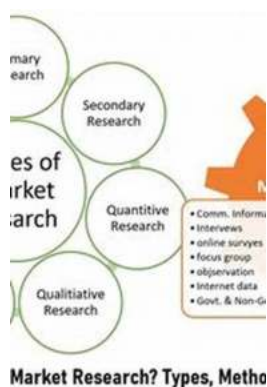 mary
earch
Secondary
Research
es of
rket
arch
Quantitive
Research
Qualitiative
Research
M
• Comm. Informa
• Intervews
• online survyes
• focus group
• objservation
• Internet data
• Govt. & Non-Go
Market Research? Types, Metho